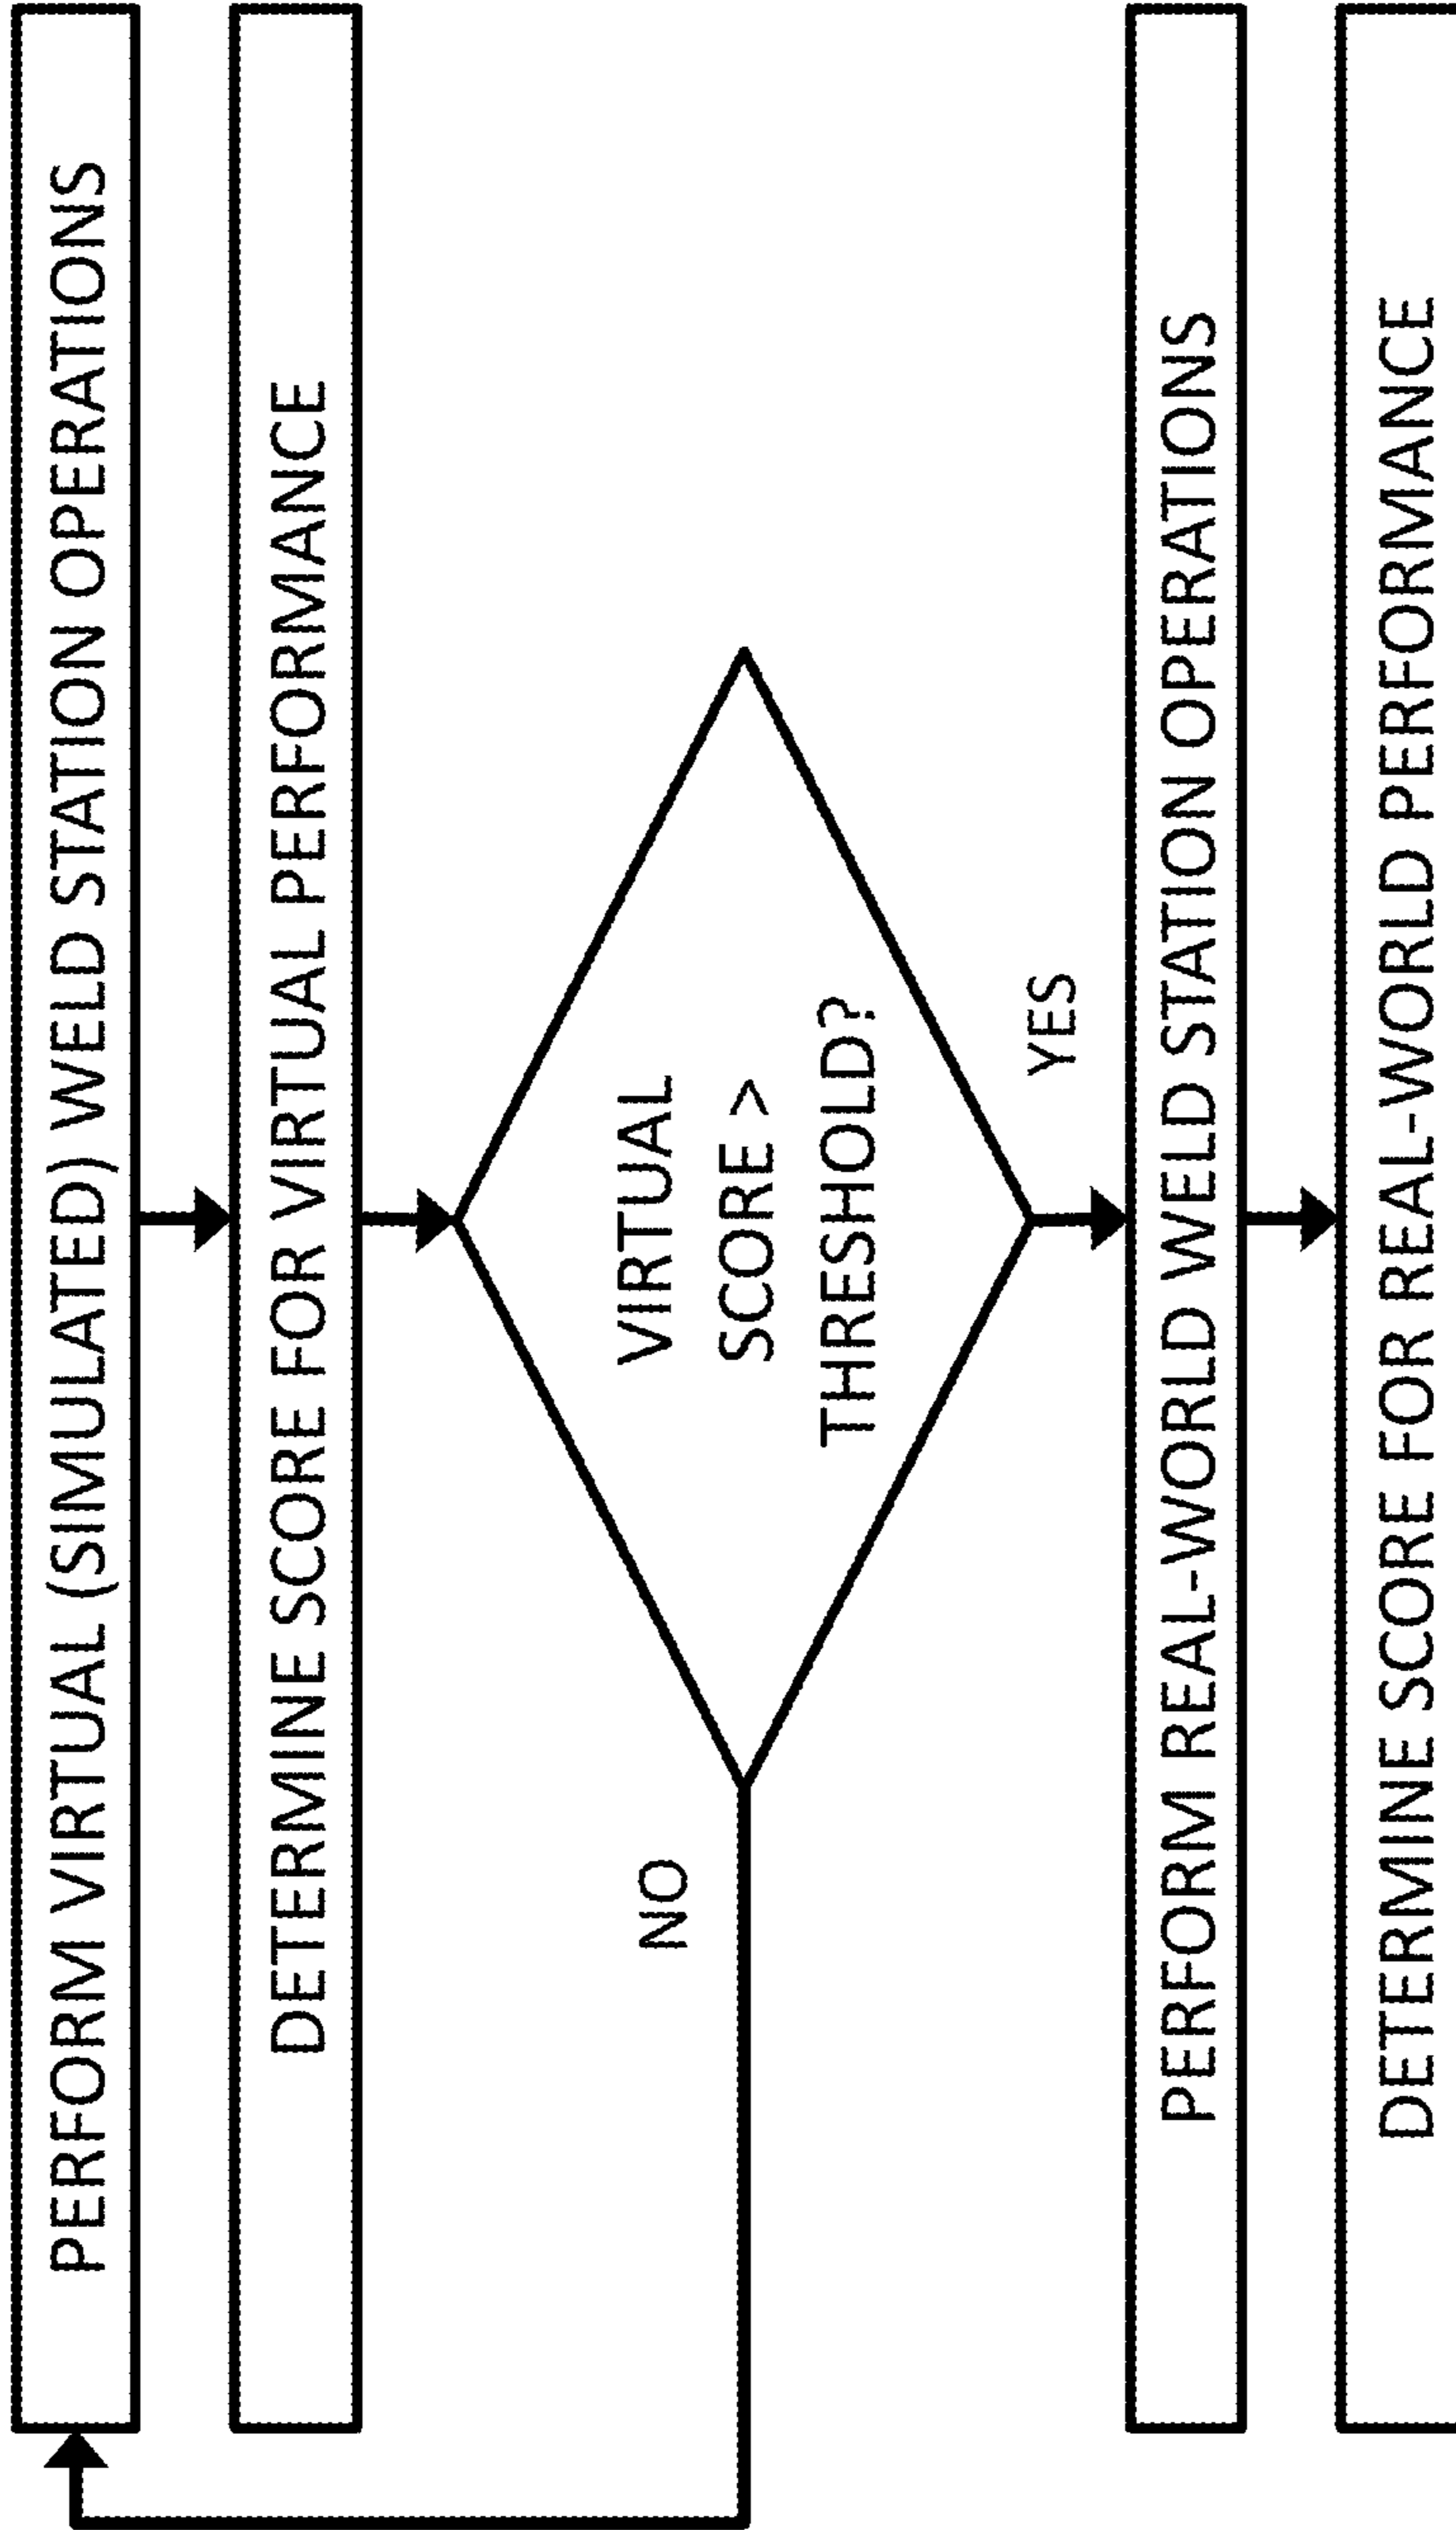 PERFORM VIRTUAL (SIMULATED) WELD STATION OPERATIONS
DETERMINE SCORE FOR VIRTUAL PERFORMANCE
VIRTUAL
SCORE >
THRESHOLD?
NO
YES
PERFORM REAL-WORLD WELD STATION OPERATIONS
DETERMINE SCORE FOR REAL-WORLD PERFORMANCE